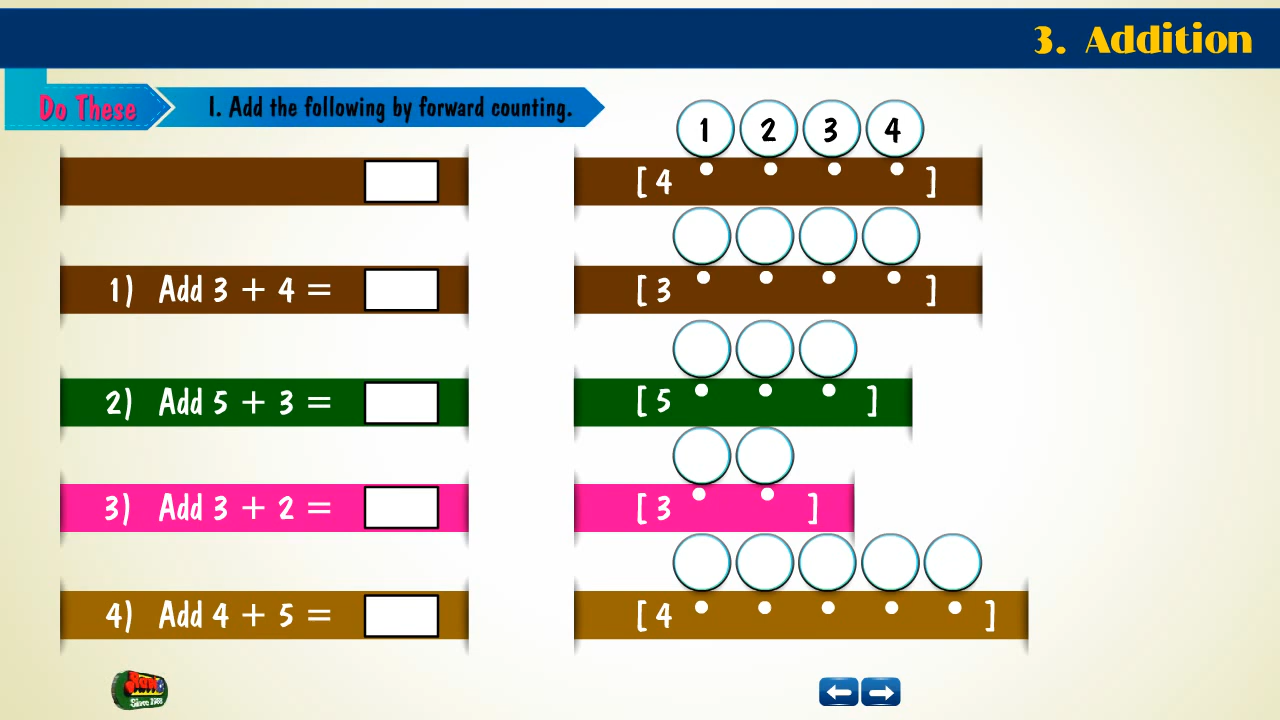 3. Addition
Do These
I. Add the following by forward counting.
1 2 3 4
[ 4 ]
1) Add 3 + 4 =
[ 3 ]
2) Add 5 + 3 =
[ 5 ]
3) Add 3 + 2 =
[ 3 ]
4) Add 4 + 5 =
[ 4 ]